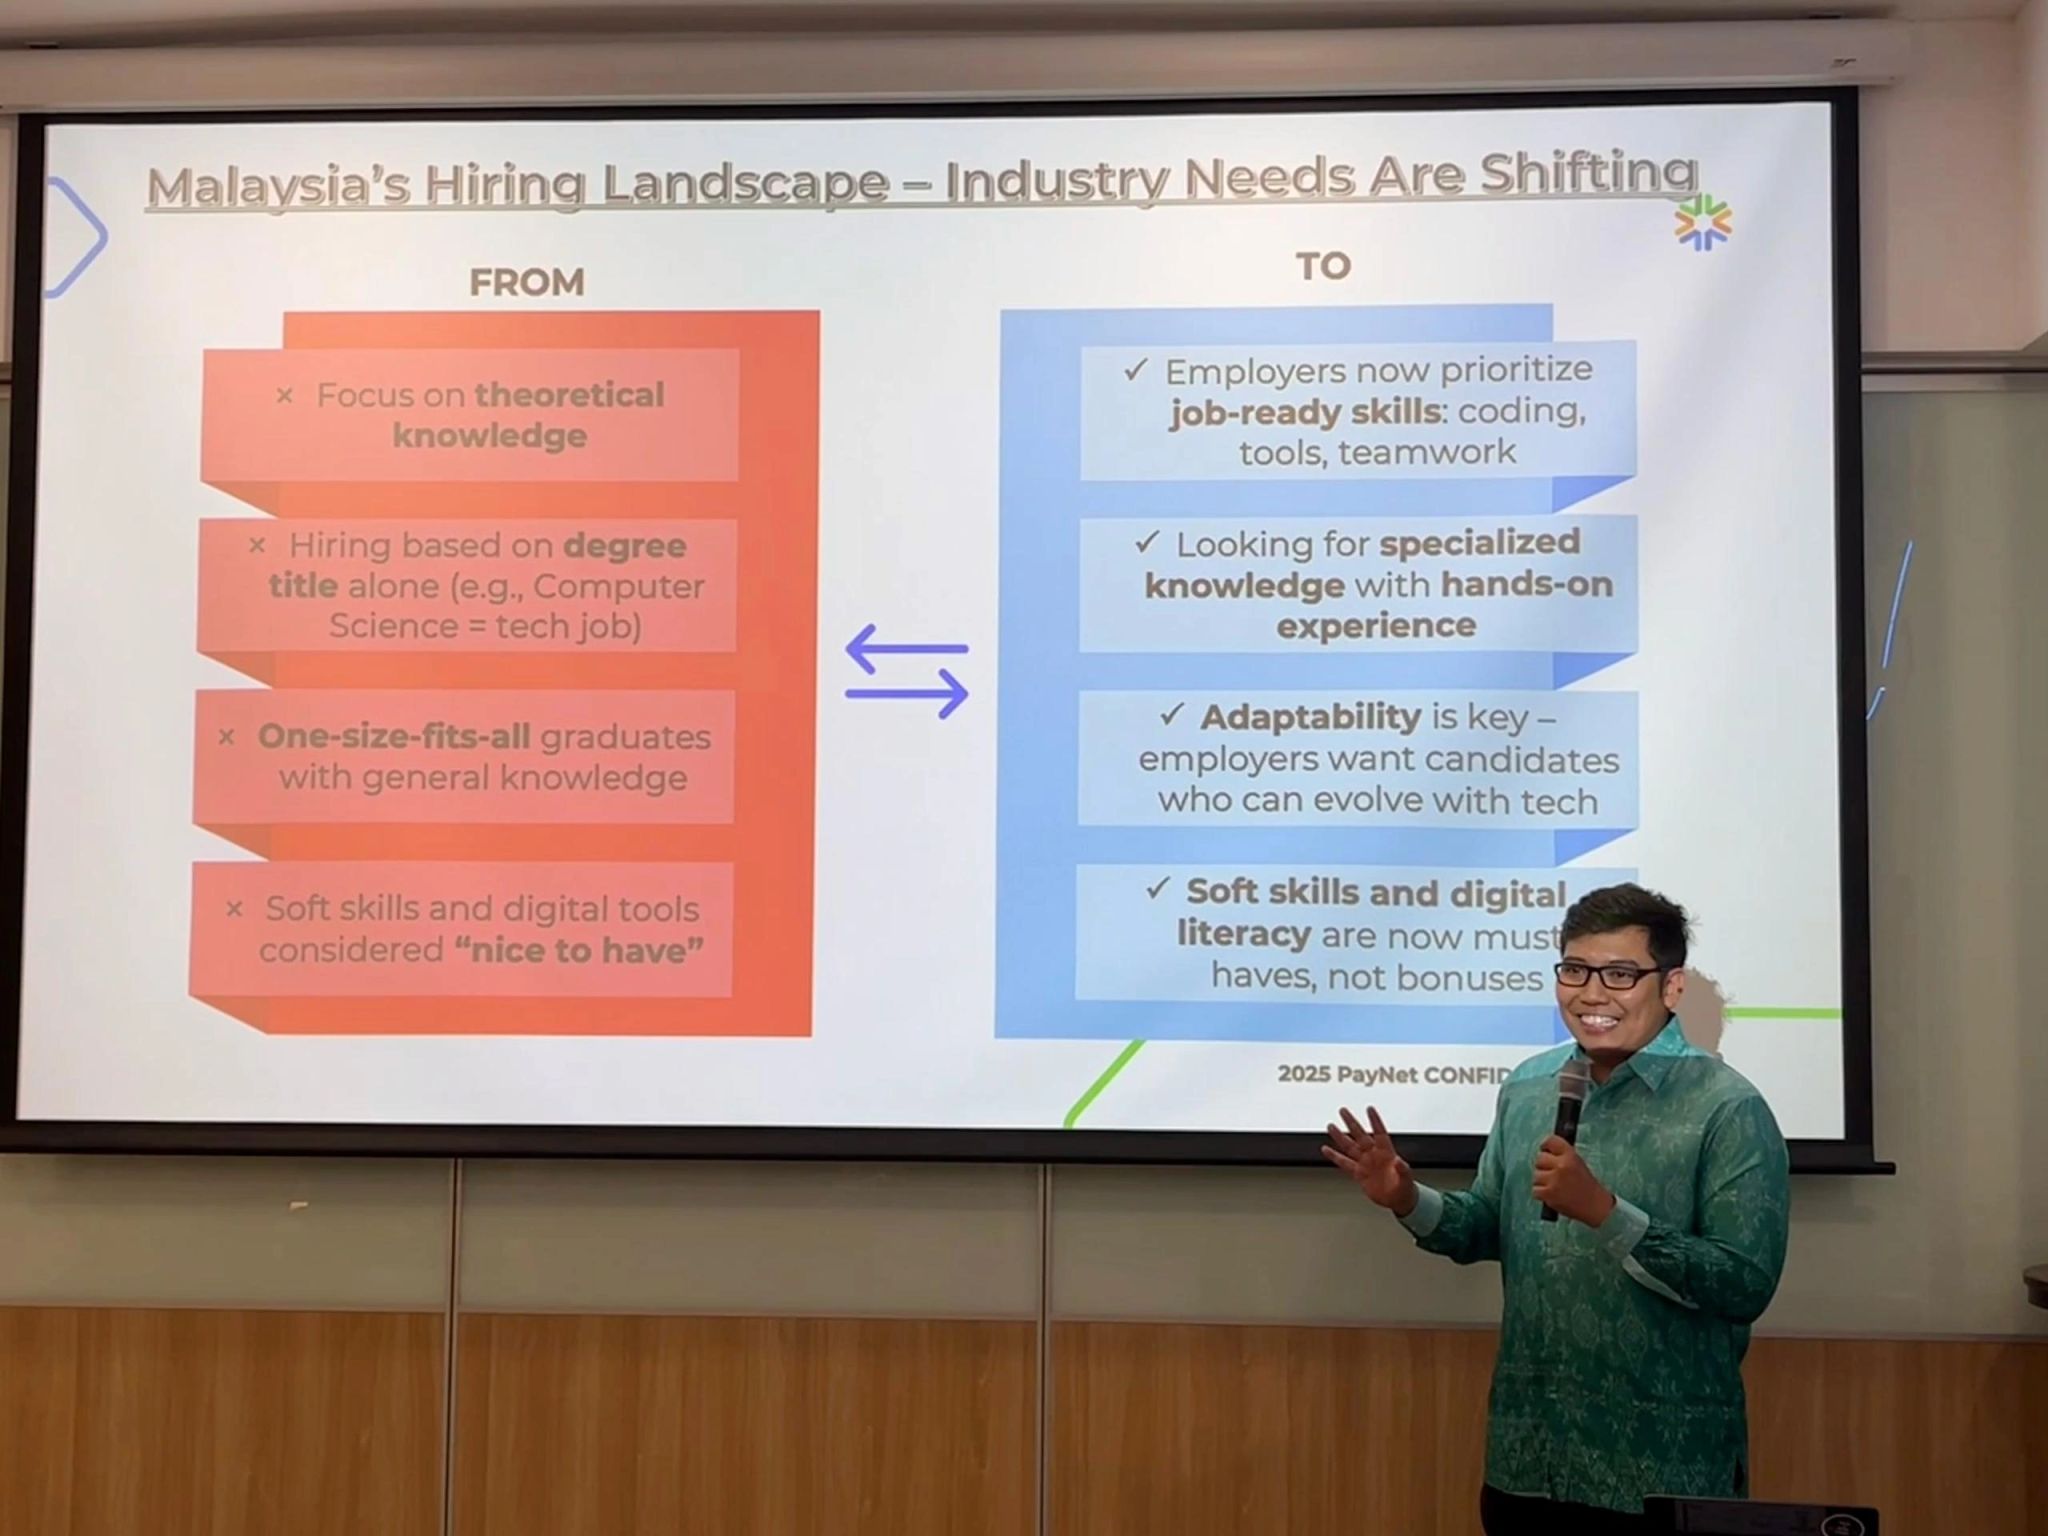 Malaysia's Hiring Landscape – Industry Needs Are Shifting
FROM
× Focus on theoretical
knowledge
× Hiring based on degree
title alone (e.g., Computer
Science = tech job)
× One-size-fits-all graduates
with general knowledge
× Soft skills and digital tools
considered “nice to have”
TO
✓ Employers now prioritize
job-ready skills: coding,
tools, teamwork
✓ Looking for specialized
knowledge with hands-on
experience
✓ Adaptability is key –
employers want candidates
who can evolve with tech
✓ Soft skills and digital
literacy are now must
haves, not bonuses
2025 PayNet CONFID